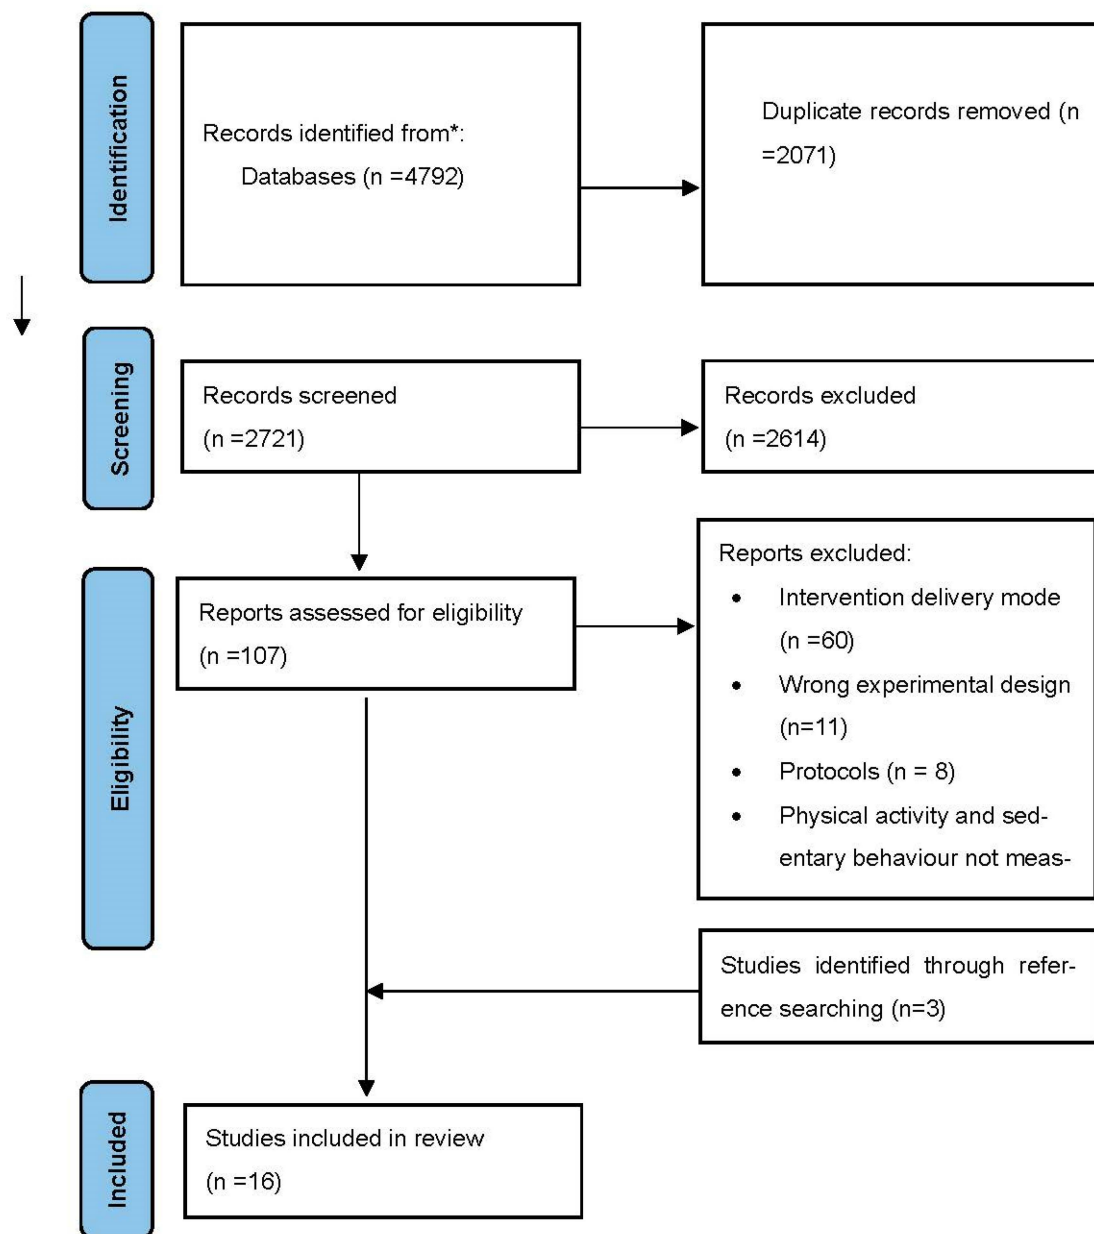 Identification
Records identified from*:
Databases (n =4792)
Duplicate records removed (n
=2071)
Screening
Records screened
(n =2721)
Records excluded
(n =2614)
Eligibility
Reports assessed for eligibility
(n =107)
Reports excluded:
• Intervention delivery mode
(n =60)
• Wrong experimental design
(n=11)
• Protocols (n = 8)
• Physical activity and sed-
entary behaviour not meas-
Studies identified through refer-
ence searching (n=3)
Included
Studies included in review
(n =16)